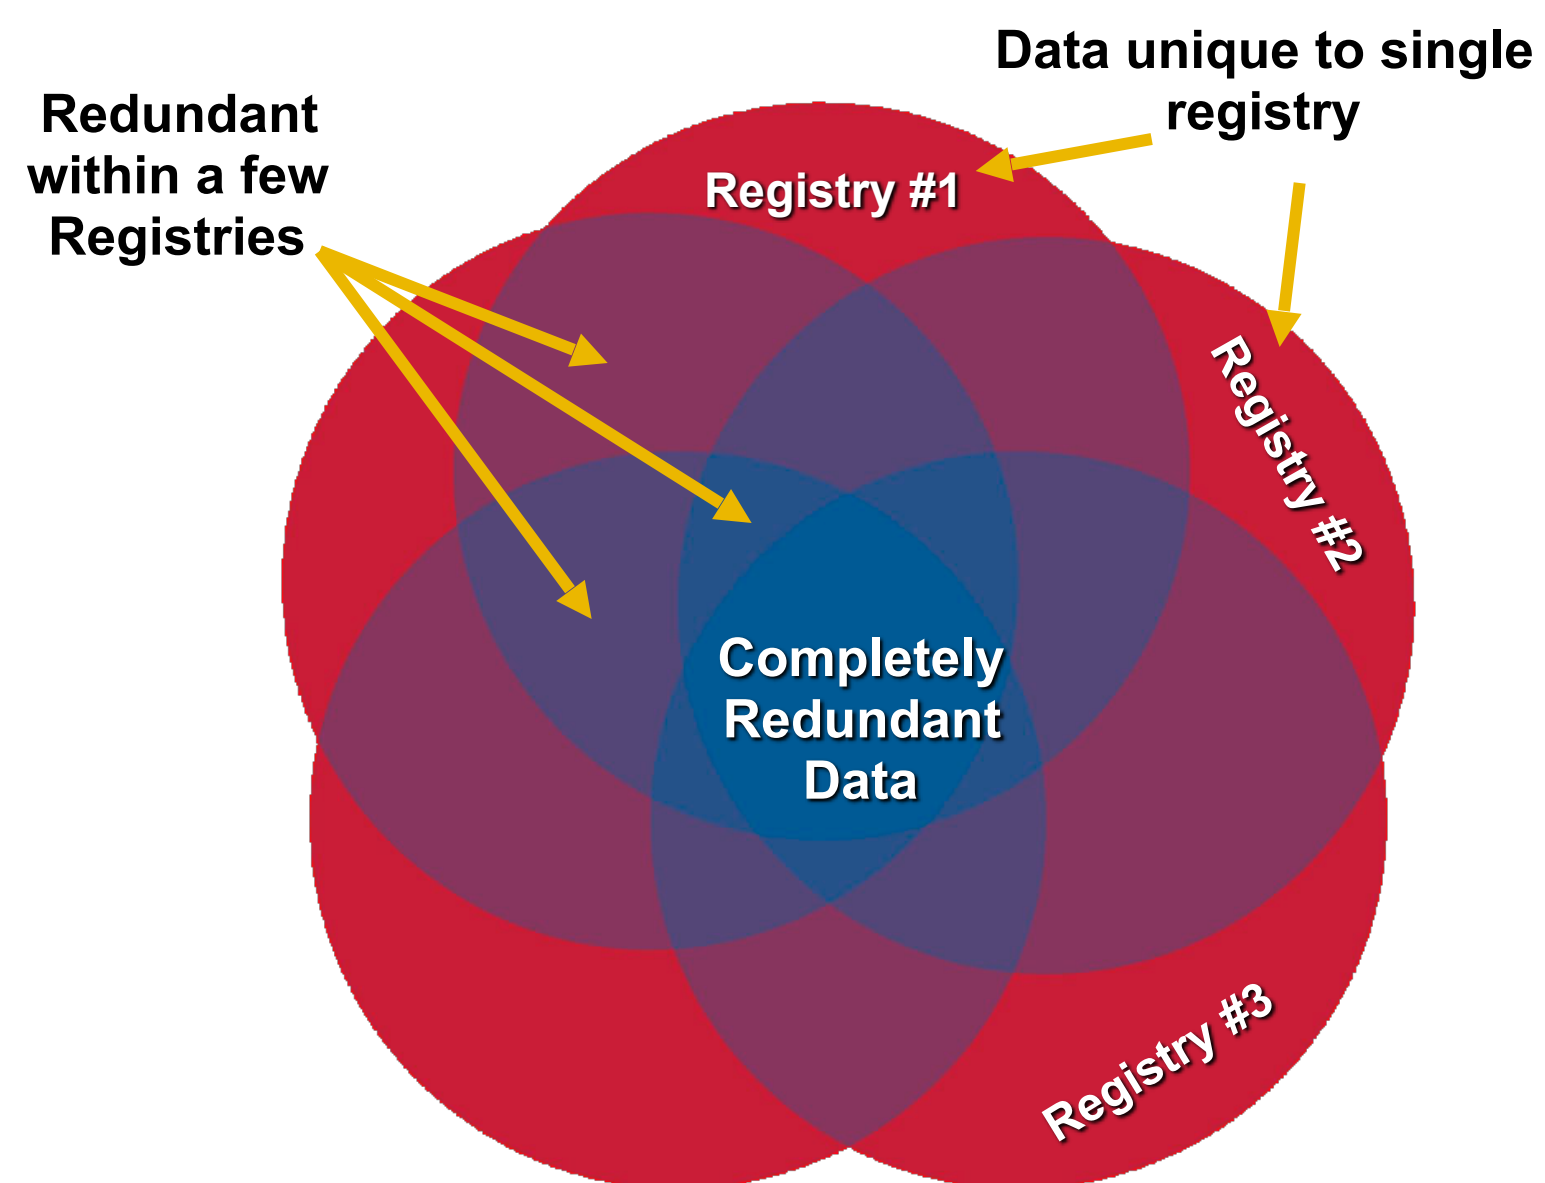 Data unique to single
registry
Redundant
within a few
Registries
Registry #1
Registry #2
Completely
Redundant
Data
Registry #3